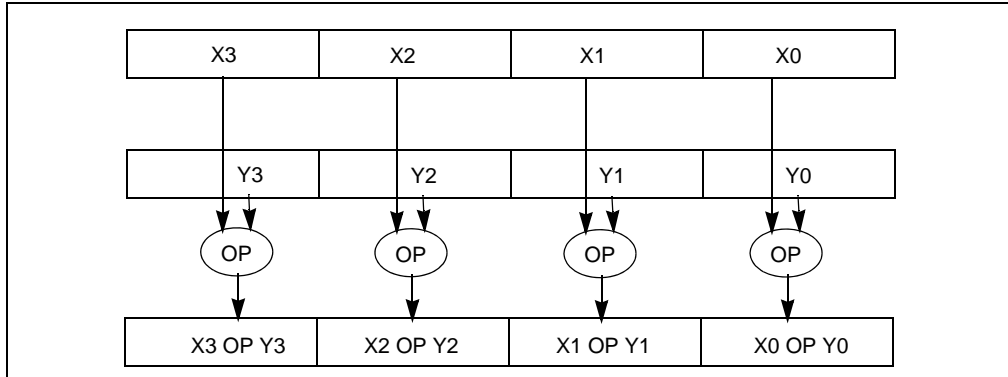 X3 X2 X1 X0
Y3 Y2 Y1 Y0
OP OP OP OP
X3 OP Y3 X2 OP Y2 X1 OP Y1 X0 OP Y0